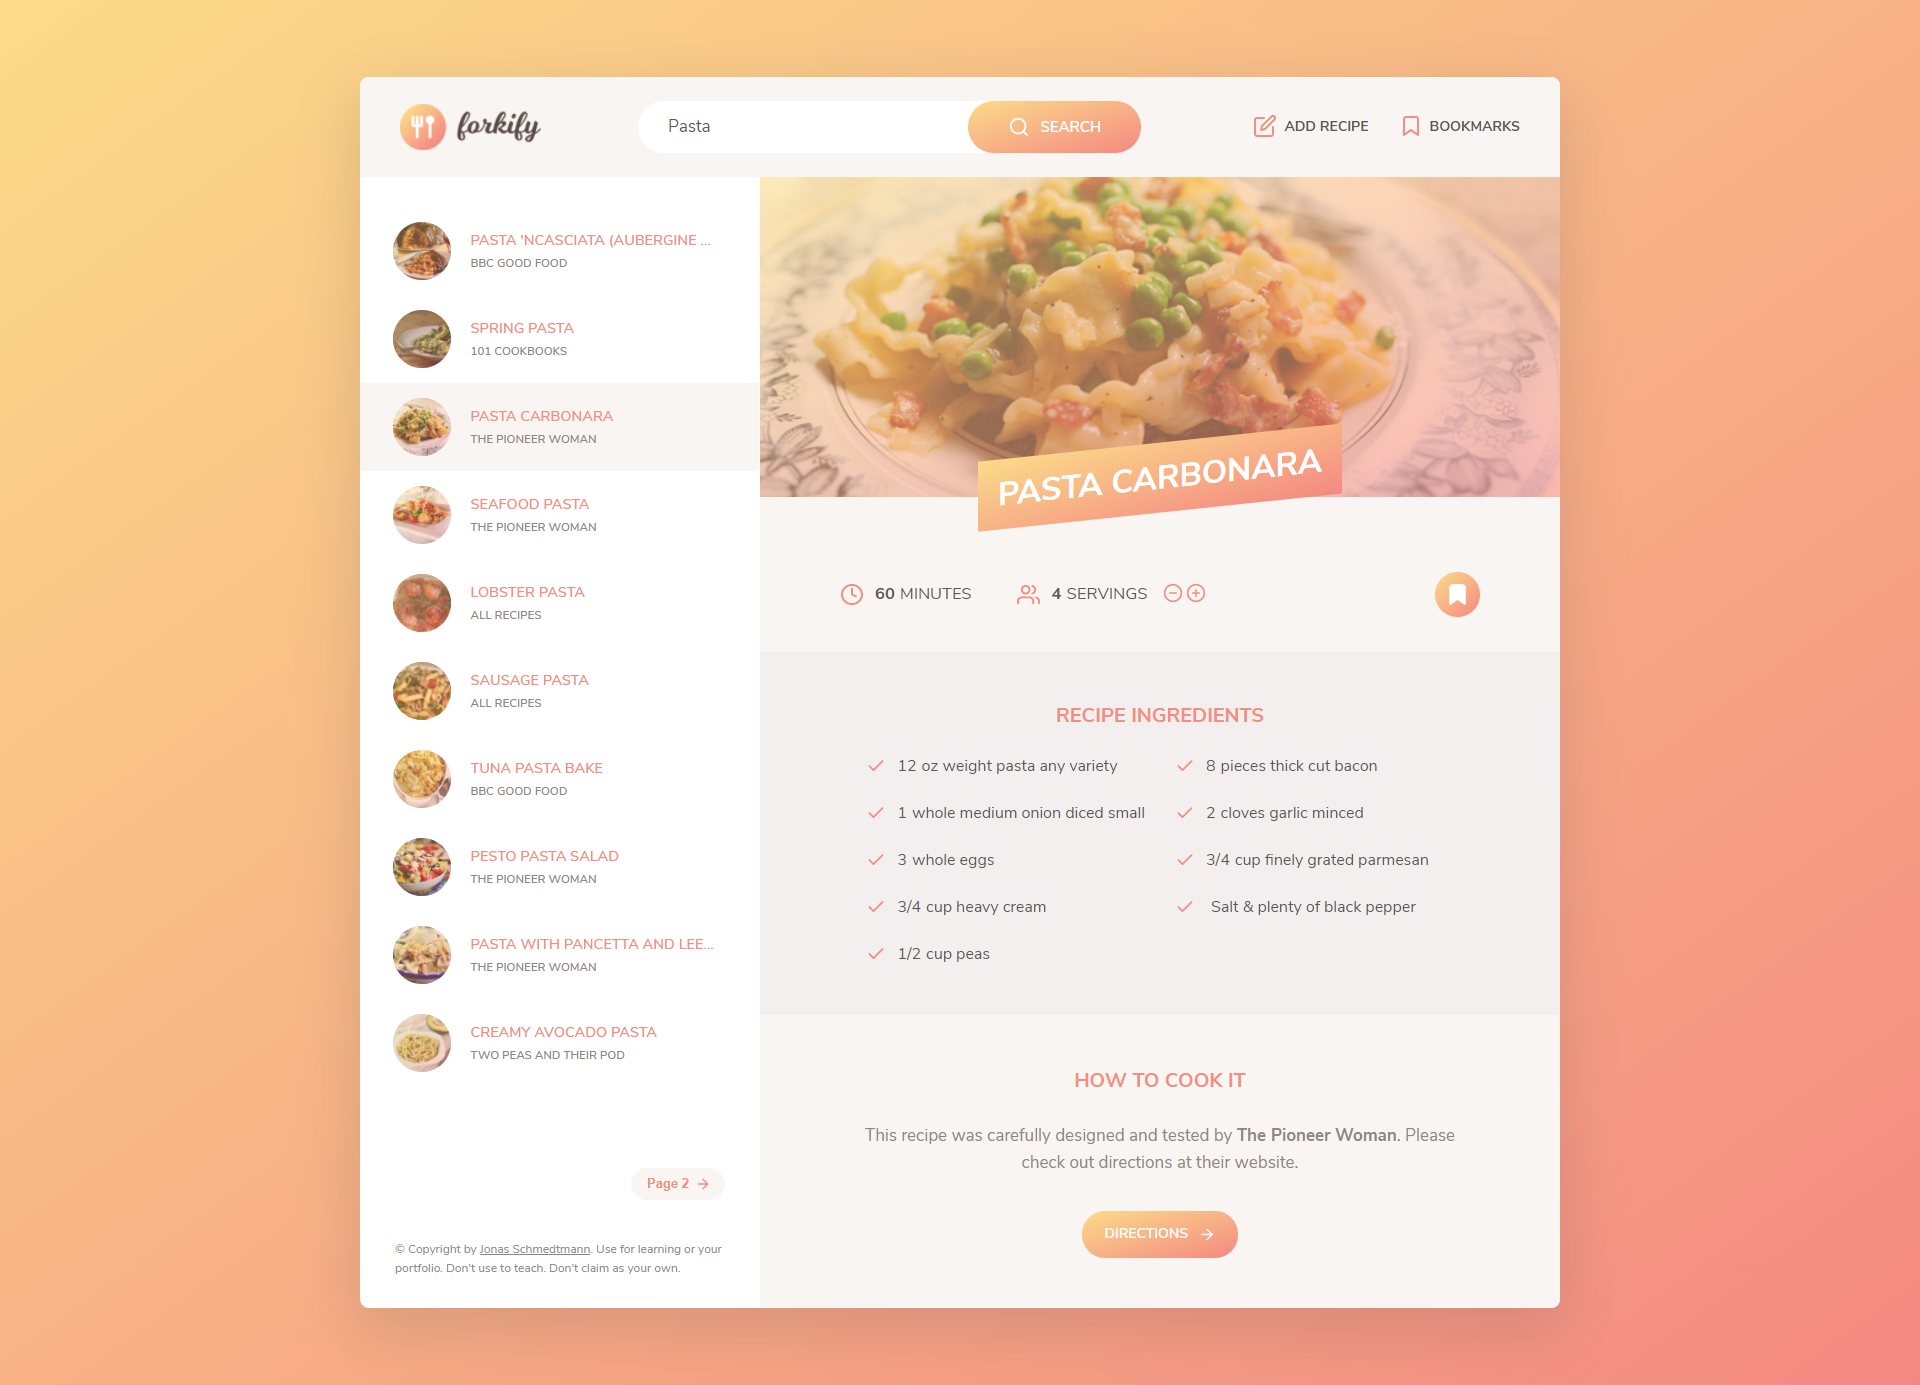 forkify
Pasta
SEARCH
ADD RECIPE
BOOKMARKS
PASTA 'NCASCIATA (AUBERGINE ...
BBC GOOD FOOD
SPRING PASTA
101 COOKBOOKS
PASTA CARBONARA
THE PIONEER WOMAN
SEAFOOD PASTA
THE PIONEER WOMAN
LOBSTER PASTA
ALL RECIPES
SAUSAGE PASTA
ALL RECIPES
TUNA PASTA BAKE
BBC GOOD FOOD
PESTO PASTA SALAD
THE PIONEER WOMAN
PASTA WITH PANCETTA AND LEE...
THE PIONEER WOMAN
CREAMY AVOCADO PASTA
TWO PEAS AND THEIR POD
Page 2
© Copyright by Jonas Schmedtmann. Use for learning or your
portfolio. Don't use to teach. Don't claim as your own.
PASTA CARBONARA
60 MINUTES
4 SERVINGS
RECIPE INGREDIENTS
12 oz weight pasta any variety
8 pieces thick cut bacon
1 whole medium onion diced small
2 cloves garlic minced
3 whole eggs
3/4 cup finely grated parmesan
3/4 cup heavy cream
Salt & plenty of black pepper
1/2 cup peas
HOW TO COOK IT
This recipe was carefully designed and tested by The Pioneer Woman. Please
check out directions at their website.
DIRECTIONS